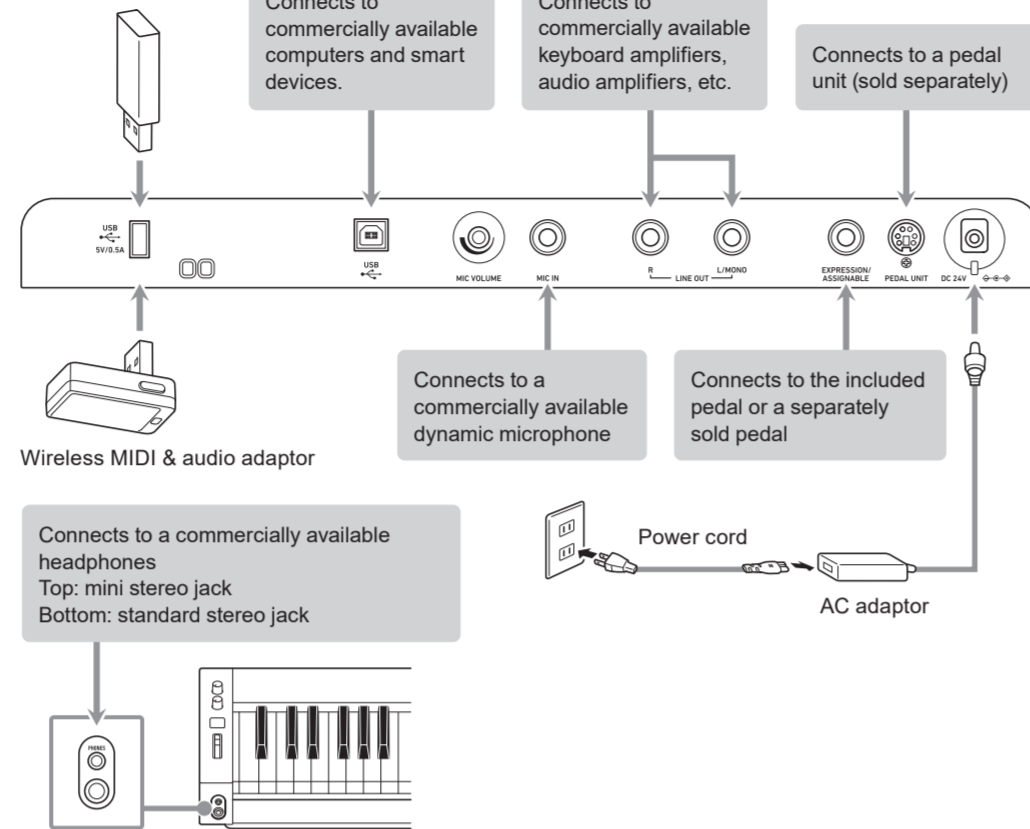 Connects to
commercially available
computers and smart
devices.
Connects to
commercially available
keyboard amplifiers,
audio amplifiers, etc.
Connects to a pedal
unit (sold separately)
USB
5V/0.5A
USB
MIC VOLUME
MIC IN
R
LINE OUT
L/MONO
EXPRESSION/
ASSIGNABLE
PEDAL UNIT
DC 24V
Connects to a
commercially available
dynamic microphone
Connects to the included
pedal or a separately
sold pedal
Wireless MIDI & audio adaptor
Power cord
AC adaptor
Connects to a commercially available
headphones
Top: mini stereo jack
Bottom: standard stereo jack
PHONES